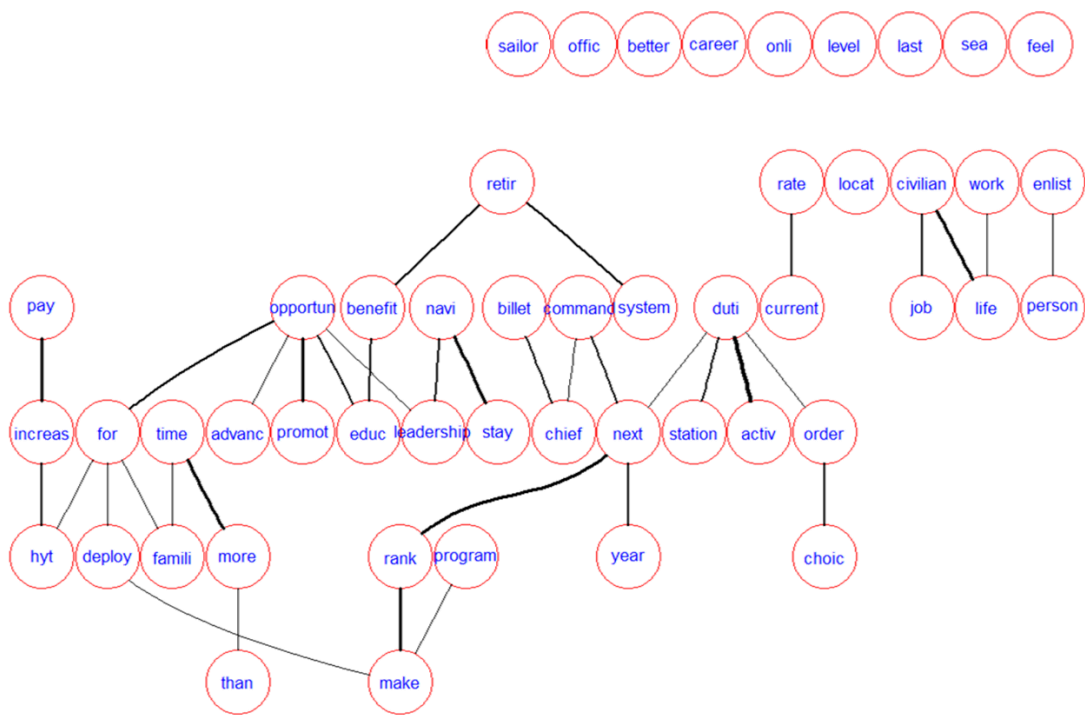 sailor offic better career onli level last sea feel
retir rate locat civilian work enlist
pay opportun benefit navi billet command system duti current job life person
increas for time advanc promot educ leadership stay chief next station activ order
hyt deploy famili more rank program year choic
than make